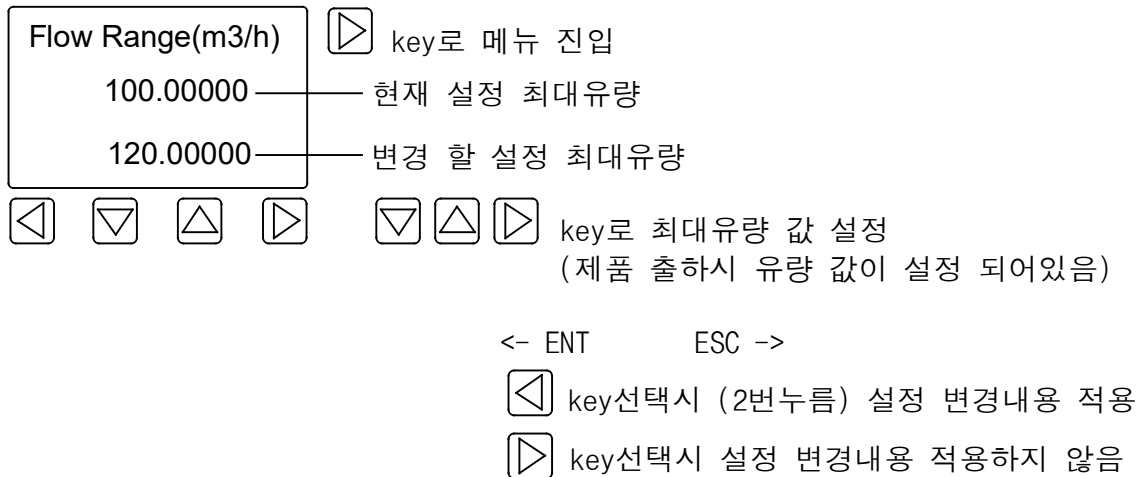 Flow Range(m3/h)
key로 메뉴 진입
100.00000
현재 설정 최대유량
120.00000
변경 할 설정 최대유량
key로 최대유량 값 설정
(제품 출하시 유량 값이 설정 되어있음)
<- ENT ESC ->
key선택시 (2번누름) 설정 변경내용 적용
key선택시 설정 변경내용 적용하지 않음